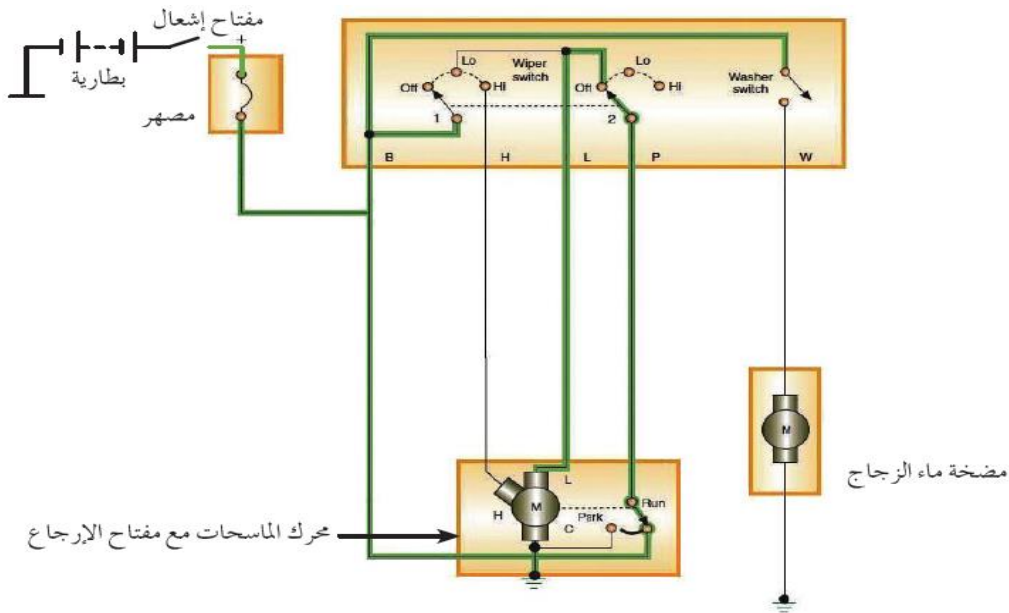 مفتاح إشعال
+
بطارية
مصهر
Lo
Off
Hi
1
Wiper
switch
Lo
Off
Hi
2
Washer
switch
B
H
L
P
W
L
H
M
C
Park
Run
محرك الماسحات مع مفتاح الإرجاع
M
مضخة ماء الزجاج